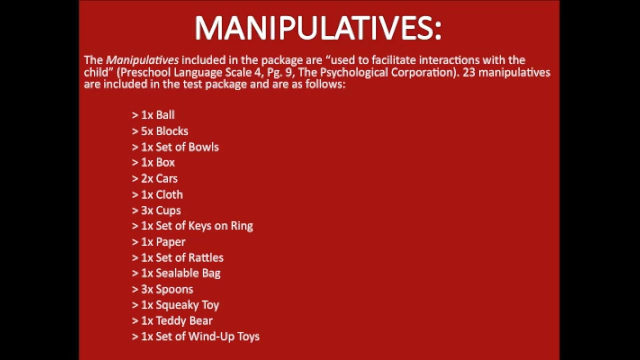 MANIPULATIVES:
The Manipulatives included in the package are “used to facilitate interactions with the
child” (Preschool Language Scale 4, Pg. 9, The Psychological Corporation). 23 manipulatives
are included in the test package and are as follows:
> 1x Ball
> 5x Blocks
> 1x Set of Bowls
> 1x Box
> 2x Cars
> 1x Cloth
> 3x Cups
> 1x Set of Keys on Ring
> 1x Paper
> 1x Set of Rattles
> 1x Sealable Bag
> 3x Spoons
> 1x Squeaky Toy
> 1x Teddy Bear
> 1x Set of Wind-Up Toys